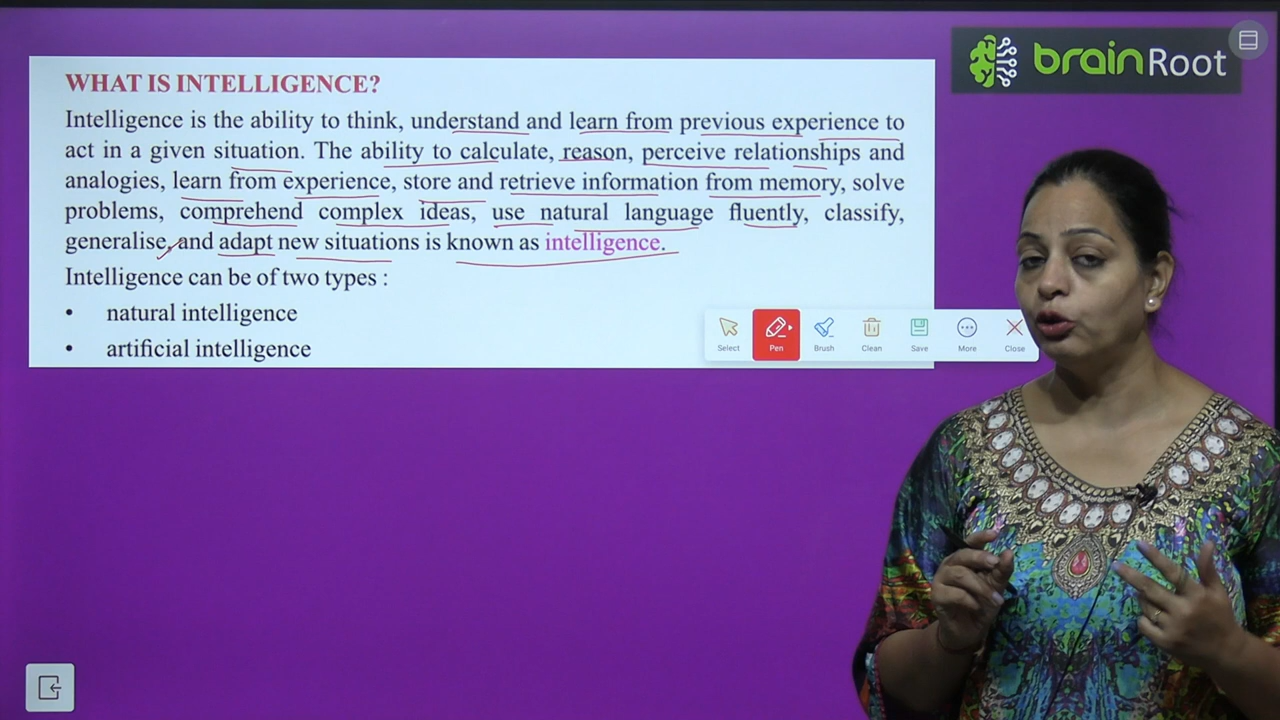 WHAT IS INTELLIGENCE?
Intelligence is the ability to think, understand and learn from previous experience to
act in a given situation. The ability to calculate, reason, perceive relationships and
analogies, learn from experience, store and retrieve information from memory, solve
problems, comprehend complex ideas, use natural language fluently, classify,
generalise, and adapt new situations is known as intelligence.
Intelligence can be of two types :
• natural intelligence
• artificial intelligence
brainRoot
Select Pen Brush Clean Save More Close